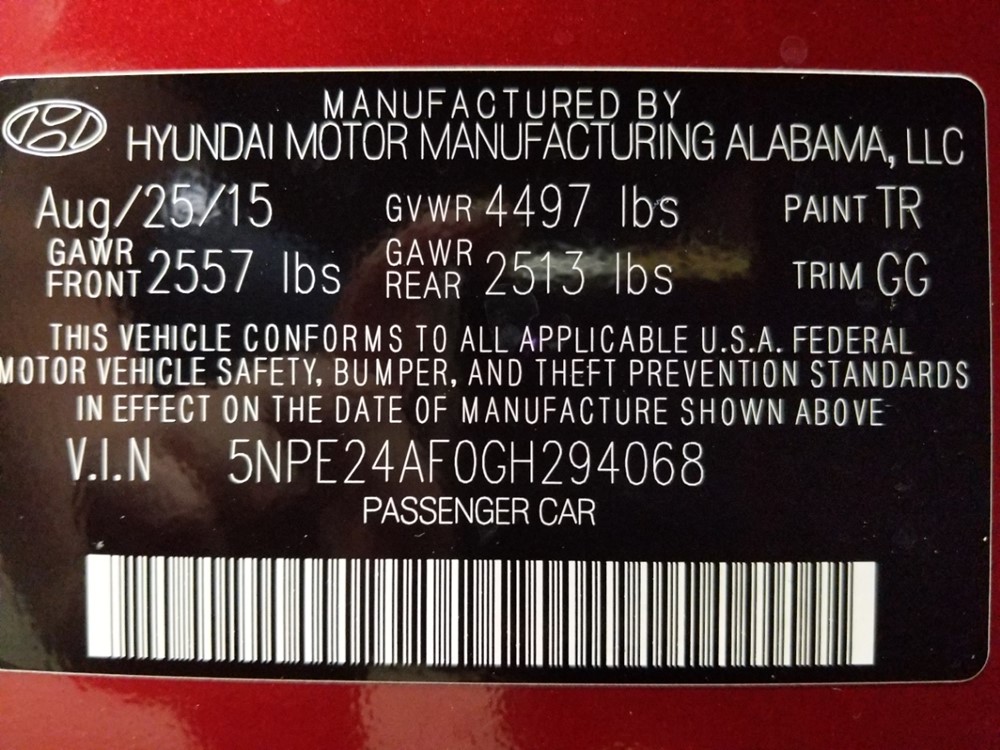 MANUFACTURED BY
HYUNDAI MOTOR MANUFACTURING ALABAMA, LLC
Aug/25/15 GVWR 4497 lbs PAINT TR
GAWR FRONT 2557 lbs GAWR REAR 2513 lbs TRIM GG
THIS VEHICLE CONFORMS TO ALL APPLICABLE U.S.A. FEDERAL
MOTOR VEHICLE SAFETY, BUMPER, AND THEFT PREVENTION STANDARDS
IN EFFECT ON THE DATE OF MANUFACTURE SHOWN ABOVE
V.I.N 5NPE24AF0GH294068
PASSENGER CAR